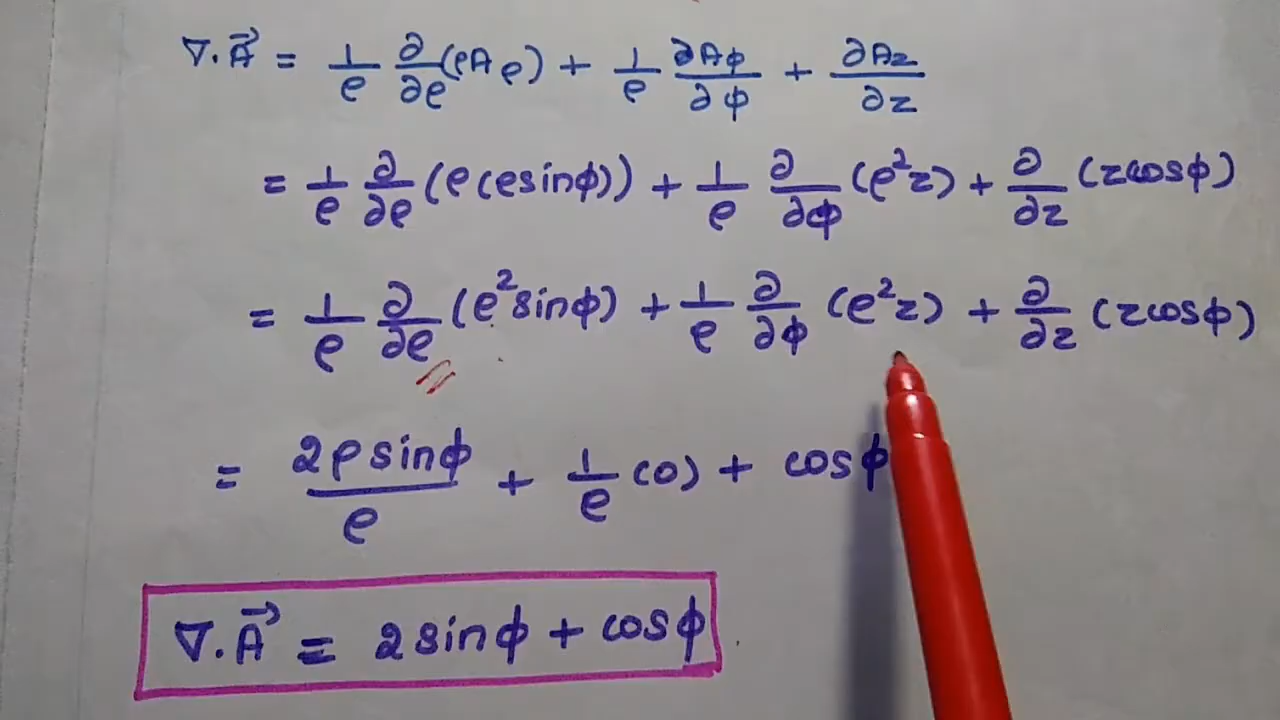 ∇.A⃗ = 1/ρ ∂/∂ρ (ρAρ) + 1/ρ ∂Aφ/∂φ + ∂Az/∂z
= 1/ρ ∂/∂ρ (ρ(ρsinφ)) + 1/ρ ∂/∂φ (ρ²z) + ∂/∂z (zcosφ)
= 1/ρ ∂/∂ρ (ρ²sinφ) + 1/ρ ∂/∂φ (ρ²z) + ∂/∂z (zcosφ)
= 2ρsinφ/ρ + 1/ρ (0) + cosφ
∇.A⃗ = 2sinφ + cosφ